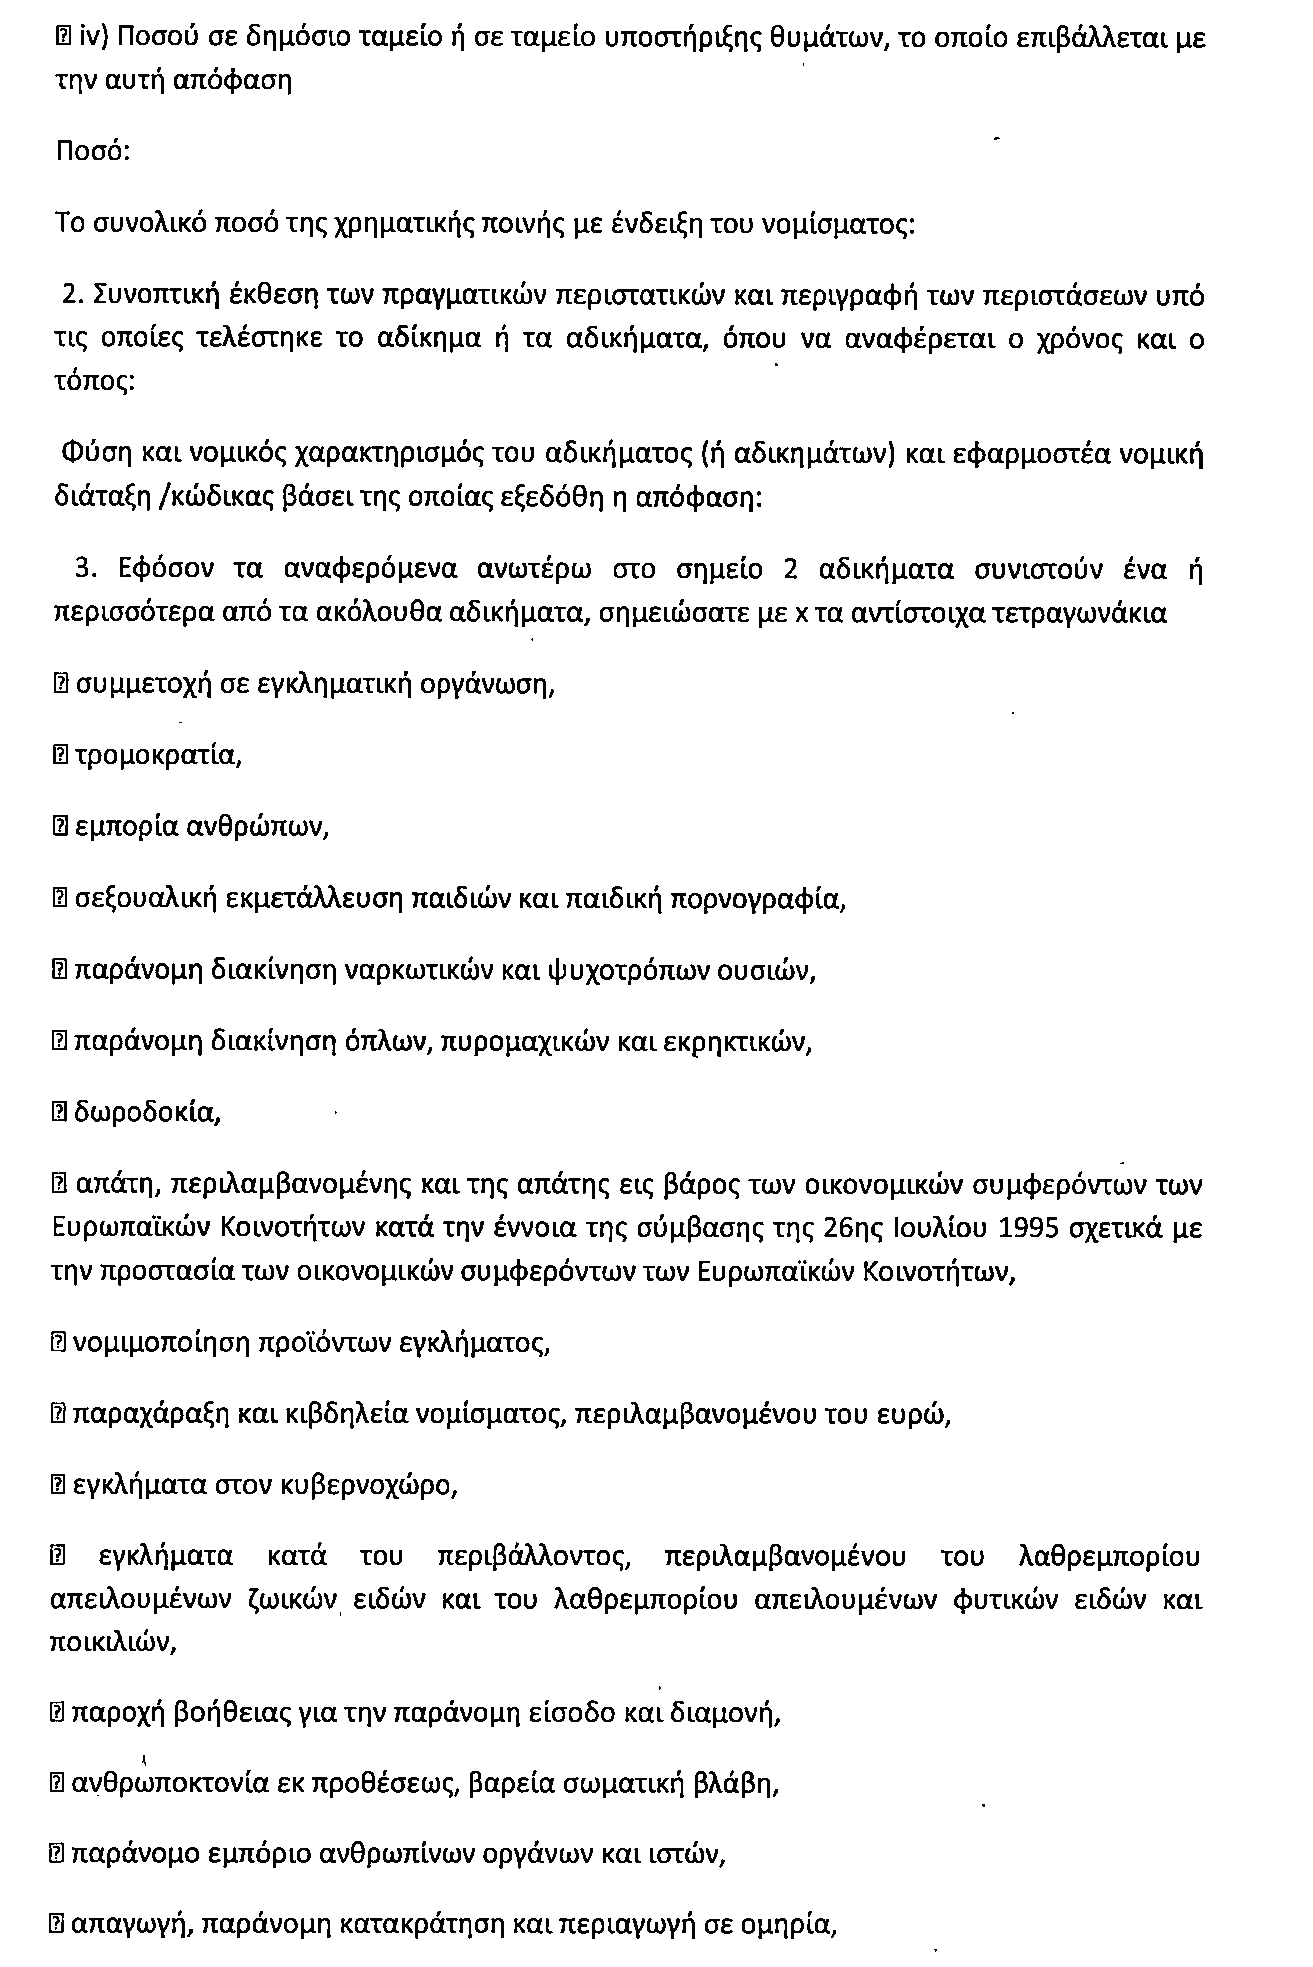 ⍰ iv) Ποσού σε δημόσιο ταμείο ή σε ταμείο υποστήριξης θυμάτων, το οποίο επιβάλλεται με
την αυτή απόφαση
Ποσό:
Το συνολικό ποσό της χρηματικής ποινής με ένδειξη του νομίσματος:
2. Συνοπτική έκθεση των πραγματικών περιστατικών και περιγραφή των περιστάσεων υπό
τις οποίες τελέστηκε το αδίκημα ή τα αδικήματα, όπου να αναφέρεται ο χρόνος και ο
τόπος:
Φύση και νομικός χαρακτηρισμός του αδικήματος (ή αδικημάτων) και εφαρμοστέα νομική
διάταξη /κώδικας βάσει της οποίας εξεδόθη η απόφαση:
3. Εφόσον τα αναφερόμενα ανωτέρω στο σημείο 2 αδικήματα συνιστούν ένα ή
περισσότερα από τα ακόλουθα αδικήματα, σημειώσατε με x τα αντίστοιχα τετραγωνάκια
⍰ συμμετοχή σε εγκληματική οργάνωση,
⍰ τρομοκρατία,
⍰ εμπορία ανθρώπων,
⍰ σεξουαλική εκμετάλλευση παιδιών και παιδική πορνογραφία,
⍰ παράνομη διακίνηση ναρκωτικών και ψυχοτρόπων ουσιών,
⍰ παράνομη διακίνηση όπλων, πυρομαχικών και εκρηκτικών,
⍰ δωροδοκία,
⍰ απάτη, περιλαμβανομένης και της απάτης εις βάρος των οικονομικών συμφερόντων των
Ευρωπαϊκών Κοινοτήτων κατά την έννοια της σύμβασης της 26ης Ιουλίου 1995 σχετικά με
την προστασία των οικονομικών συμφερόντων των Ευρωπαϊκών Κοινοτήτων,
⍰ νομιμοποίηση προϊόντων εγκλήματος,
⍰ παραχάραξη και κιβδηλεία νομίσματος, περιλαμβανομένου του ευρώ,
⍰ εγκλήματα στον κυβερνοχώρο,
⍰ εγκλήματα κατά του περιβάλλοντος, περιλαμβανομένου του λαθρεμπορίου
απειλουμένων ζωικών ειδών και του λαθρεμπορίου απειλουμένων φυτικών ειδών και
ποικιλιών,
⍰ παροχή βοήθειας για την παράνομη είσοδο και διαμονή,
⍰ ανθρωποκτονία εκ προθέσεως, βαρεία σωματική βλάβη,
⍰ παράνομο εμπόριο ανθρωπίνων οργάνων και ιστών,
⍰ απαγωγή, παράνομη κατακράτηση και περιαγωγή σε ομηρία,